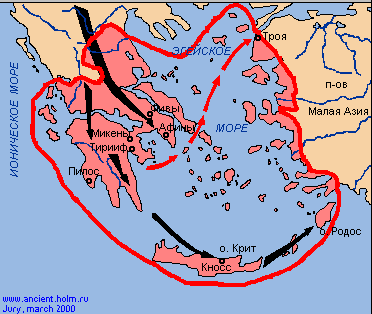 Троя
ЭГЕЙСКОЕ
МОРЕ
ИОНИЧЕСКОЕ МОРЕ
п-ов
Малая Азия
Фивы
Афины
Микены
Тиринф
Пилос
о. Родос
о. Крит
Кносс
www.ancient.holm.ru
Jury, march 2000